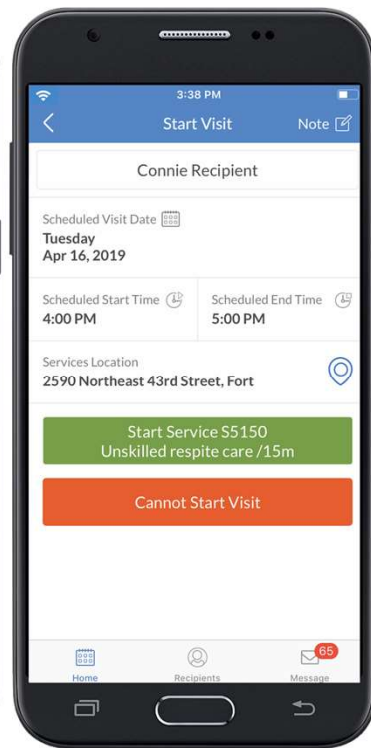 3:38 PM
Start Visit
Note
Connie Recipient
Scheduled Visit Date
Tuesday
Apr 16, 2019
Scheduled Start Time
4:00 PM
Scheduled End Time
5:00 PM
Services Location
2590 Northeast 43rd Street, Fort
Start Service S5150
Unskilled respite care /15m
Cannot Start Visit
65
Home
Recipients
Message